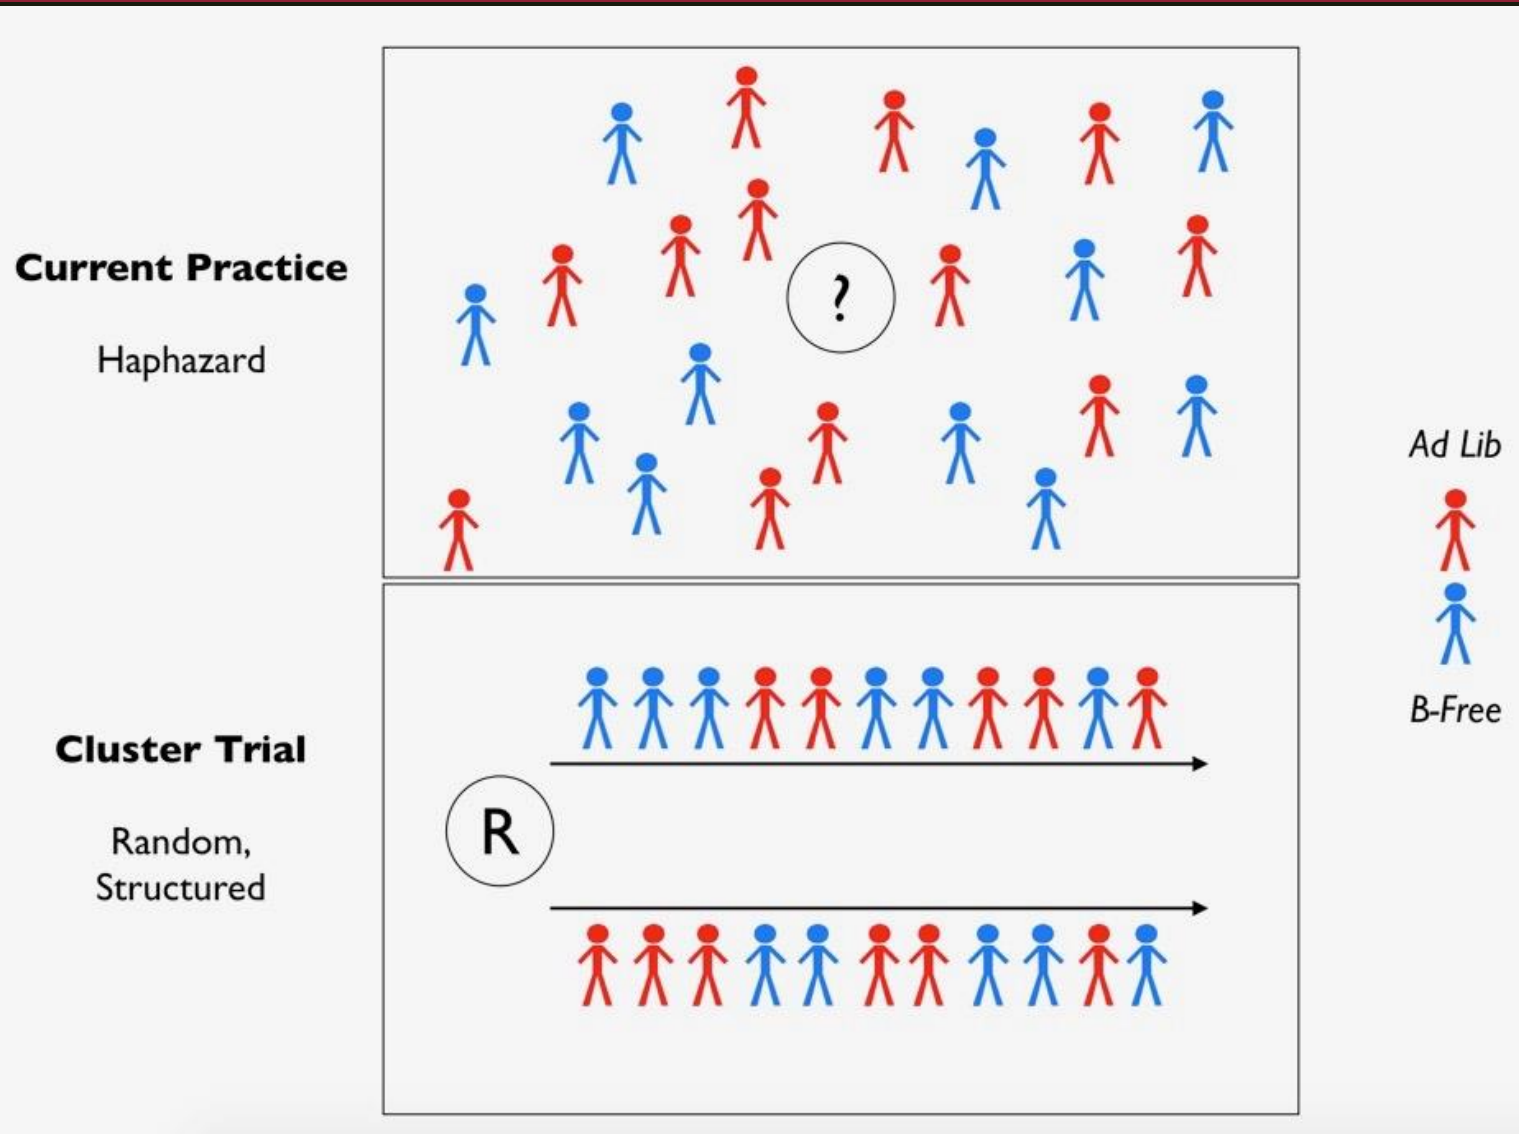 Current Practice
Haphazard
?
Ad Lib
B-Free
Cluster Trial
Random,
Structured
R